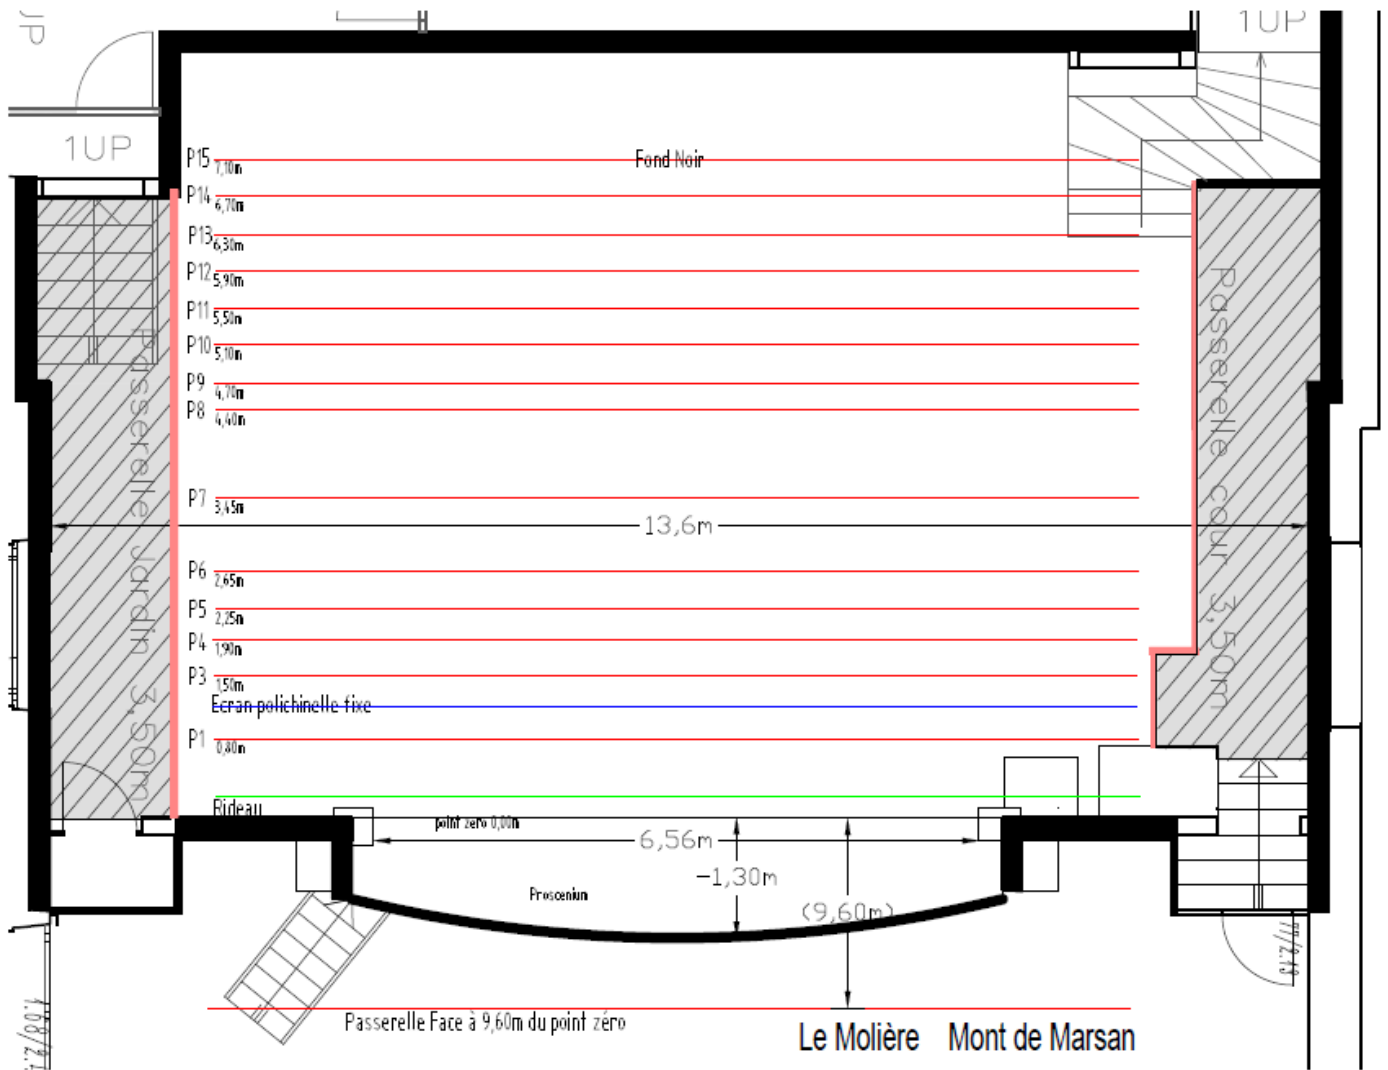 UP
1UP
1UP
P15 7,10m
Fond Noir
P14 6,70m
P13 6,30m
P12 5,90m
P11 5,50m
P10 5,10m
P9 4,70m
P8 4,40m
P7 3,45m
13,6m
P6 2,65m
P5 2,25m
P4 1,90m
P3 1,50m
Ecran polichinelle fixe
P1 0,80m
Passerelle Jardin 3,50m
Passerelle cour 3,50m
Rideau
point zero 0,00m
6,56m
-1,30m
Proscenium
(9,60m)
77/2.13
Passerelle Face à 9,60m du point zéro
Le Molière Mont de Marsan